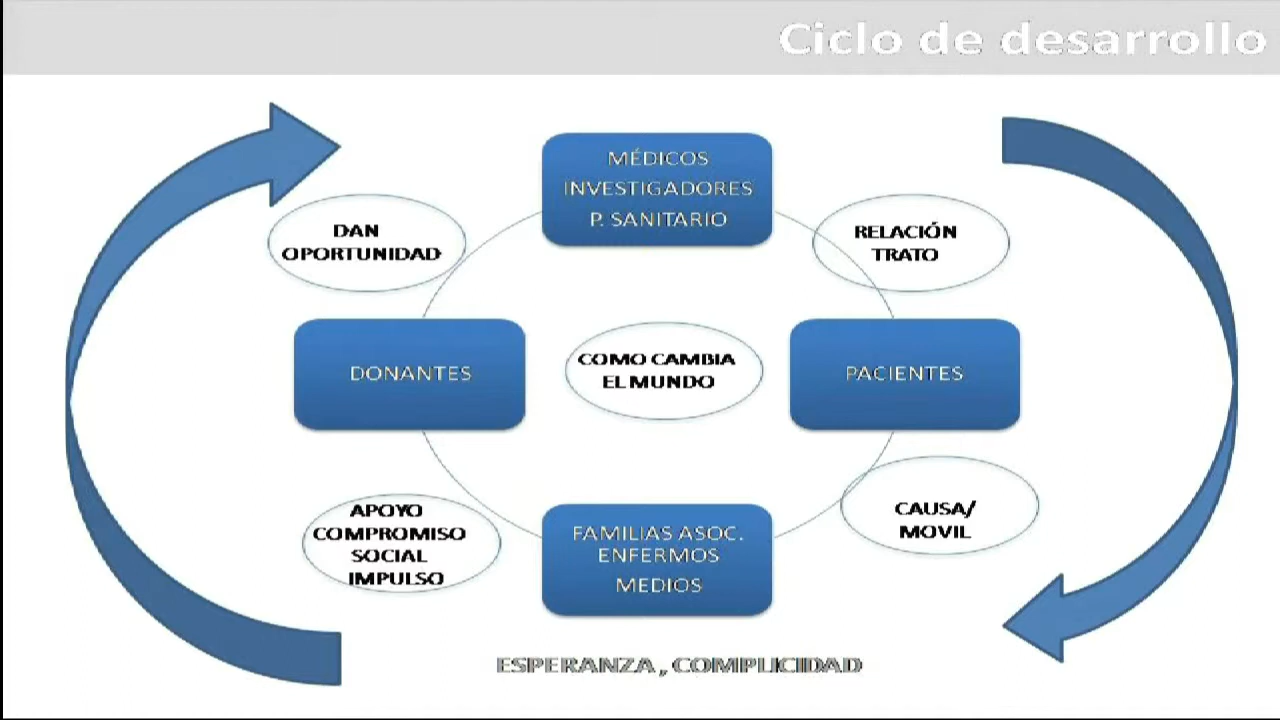 Ciclo de desarrollo
MÉDICOS
INVESTIGADORES
P. SANITARIO
DAN
OPORTUNIDAD
RELACIÓN
TRATO
DONANTES
COMO CAMBIA
EL MUNDO
PACIENTES
APOYO
COMPROMISO
SOCIAL
IMPULSO
FAMILIAS ASOC.
ENFERMOS
MEDIOS
CAUSA/
MOVIL
ESPERANZA , COMPLICIDAD